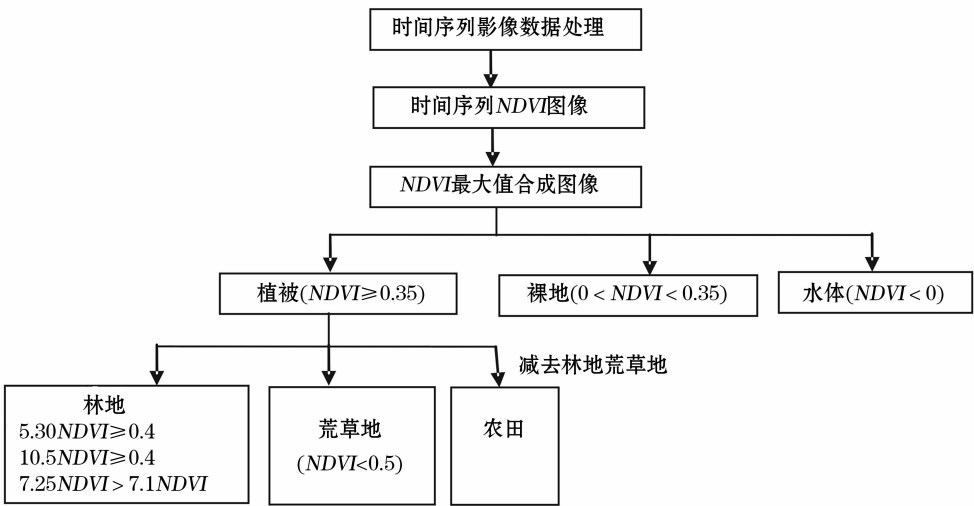 时间序列影像数据处理
时间序列NDVI图像
NDVI最大值合成图像
植被(NDVI≥0.35)
裸地(0<NDVI<0.35)
水体(NDVI<0)
减去林地荒草地
林地
5.30NDVI≥0.4
10.5NDVI≥0.4
7.25NDVI>7.1NDVI
荒草地
(NDVI<0.5)
农田